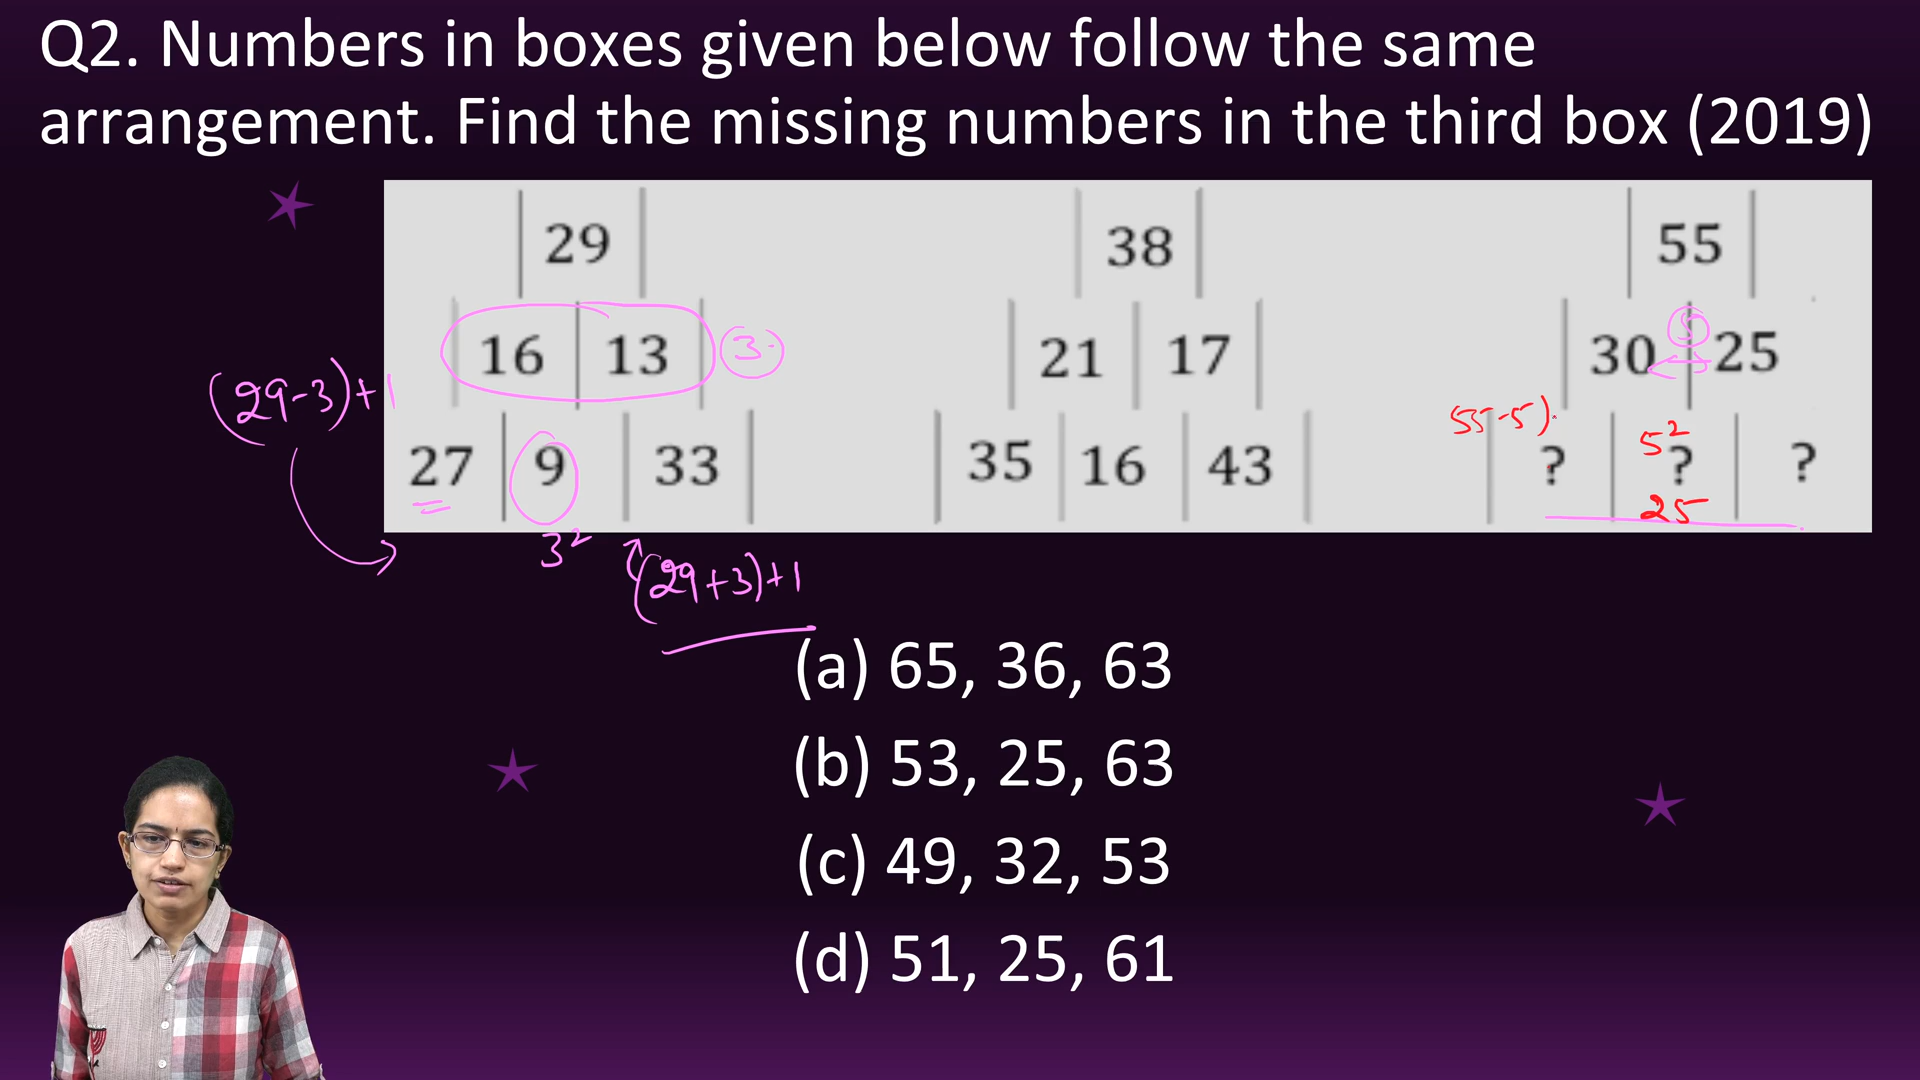 Q2. Numbers in boxes given below follow the same
arrangement. Find the missing numbers in the third box (2019)
29 38 55
16 13 3 21 17 30 5 25
(29-3)+1
55-5)
27 9 33 35 16 43 ? 5² ? ?
25
3²
(29+3)+1
(a) 65, 36, 63
(b) 53, 25, 63
(c) 49, 32, 53
(d) 51, 25, 61